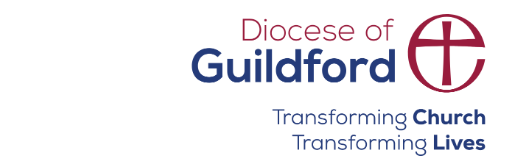 Diocese of
Guildford
Transforming Church
Transforming Lives